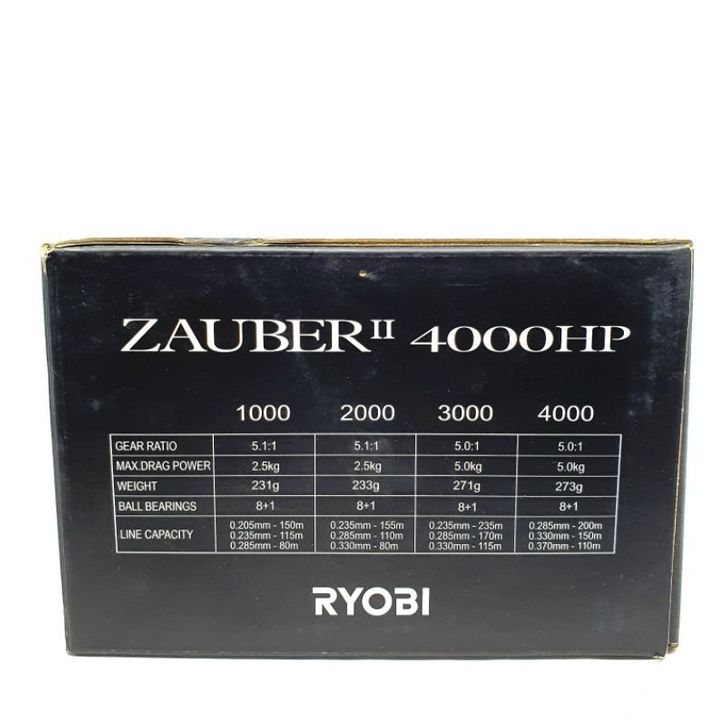 ZAUBER II 4000HP
1000 2000 3000 4000
GEAR RATIO 5.1:1 5.1:1 5.0:1 5.0:1
MAX.DRAG POWER 2.5kg 2.5kg 5.0kg 5.0kg
WEIGHT 231g 233g 271g 273g
BALL BEARINGS 8+1 8+1 8+1 8+1
LINE CAPACITY
0.205mm - 150m 0.235mm - 155m 0.235mm - 235m 0.285mm - 200m
0.235mm - 115m 0.285mm - 110m 0.285mm - 170m 0.330mm - 150m
0.285mm - 80m 0.330mm - 80m 0.330mm - 115m 0.370mm - 110m
RYOBI